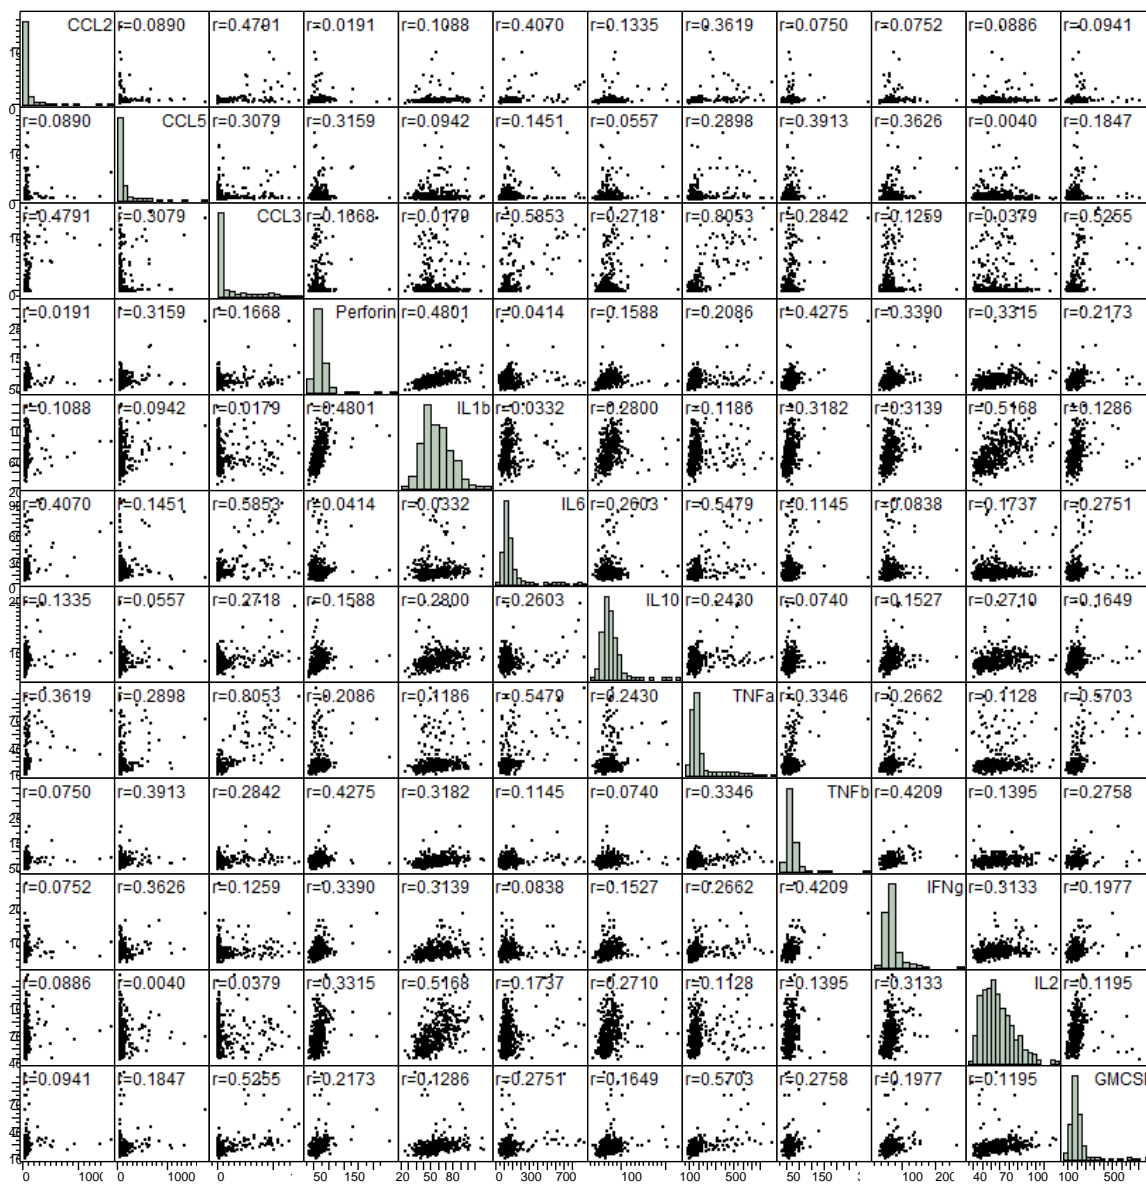 CCL2 r=0.0890 r=0.4791 r=0.0191 r=0.1088 r=0.4070 r=0.1335 r=0.3619 r=0.0750 r=0.0752 r=0.0886 r=0.0941
r=0.0890 CCL5 r=0.3079 r=0.3159 r=0.0942 r=0.1451 r=0.0557 r=0.2898 r=0.3913 r=0.3626 r=0.0040 r=0.1847
r=0.4791 r=0.3079 CCL3 r=0.1668 r=0.0179 r=0.5853 r=0.2718 r=0.8053 r=0.2842 r=0.1259 r=0.0379 r=0.5255
r=0.0191 r=0.3159 r=0.1668 Perforin r=0.4801 r=0.0414 r=0.1588 r=0.2086 r=0.4275 r=0.3390 r=0.3315 r=0.2173
r=0.1088 r=0.0942 r=0.0179 r=0.4801 IL1b r=0.0332 r=0.2800 r=0.1186 r=0.3182 r=0.3139 r=0.5168 r=0.1286
r=0.4070 r=0.1451 r=0.5853 r=0.0414 r=0.0332 IL6 r=0.2603 r=0.5479 r=0.1145 r=0.0838 r=0.1737 r=0.2751
r=0.1335 r=0.0557 r=0.2718 r=0.1588 r=0.2800 r=0.2603 IL10 r=0.2430 r=0.0740 r=0.1527 r=0.2710 r=0.1649
r=0.3619 r=0.2898 r=0.8053 r=0.2086 r=0.1186 r=0.5479 r=0.2430 TNFa r=0.3346 r=0.2662 r=0.1128 r=0.5703
r=0.0750 r=0.3913 r=0.2842 r=0.4275 r=0.3182 r=0.1145 r=0.0740 r=0.3346 TNFb r=0.4209 r=0.1395 r=0.2758
r=0.0752 r=0.3626 r=0.1259 r=0.3390 r=0.3139 r=0.0838 r=0.1527 r=0.2662 r=0.4209 IFNg r=0.3133 r=0.1977
r=0.0886 r=0.0040 r=0.0379 r=0.3315 r=0.5168 r=0.1737 r=0.2710 r=0.1128 r=0.1395 r=0.3133 IL2 r=0.1195
r=0.0941 r=0.1847 r=0.5255 r=0.2173 r=0.1286 r=0.2751 r=0.1649 r=0.5703 r=0.2758 r=0.1977 r=0.1195 GMCS
0 1000 0 1000 0 50 150 20 50 80 0 300 700 100 100 500 50 150 100 200 40 70 100 100 500